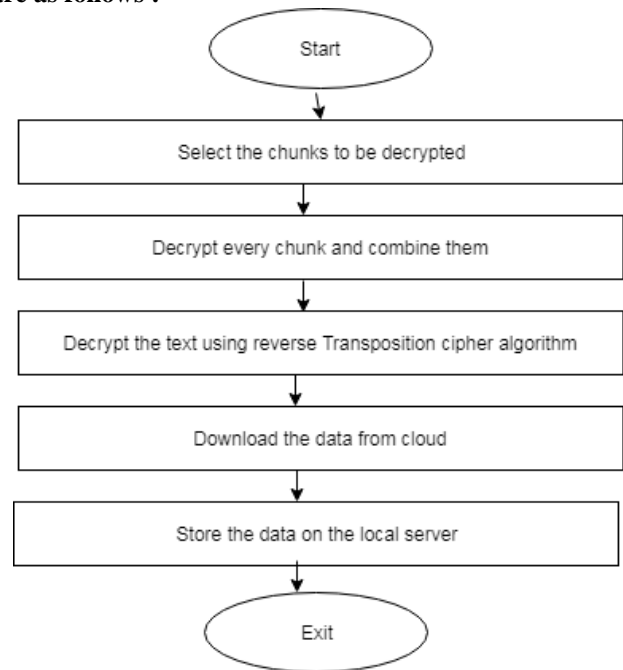 are as follows :
Start
Select the chunks to be decrypted
Decrypt every chunk and combine them
Decrypt the text using reverse Transposition cipher algorithm
Download the data from cloud
Store the data on the local server
Exit